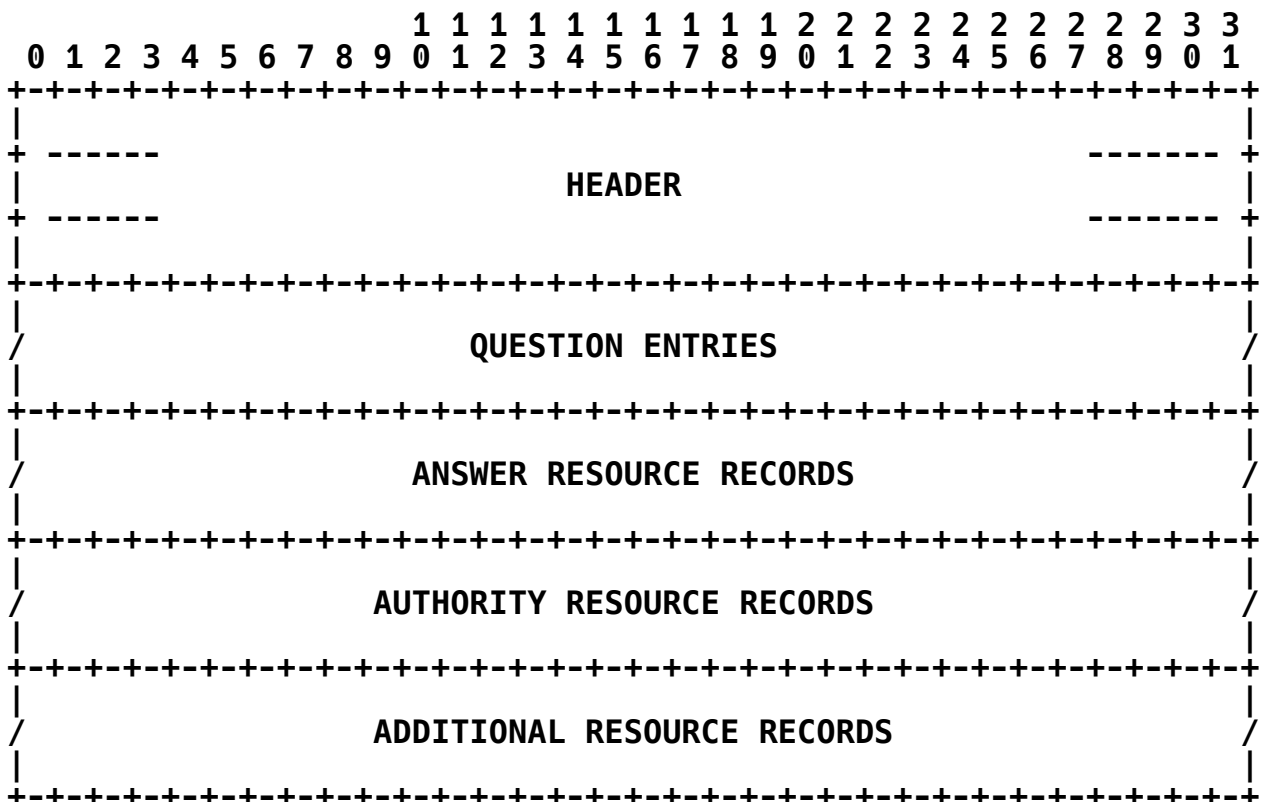 1 1 1 1 1 1 1 1 1 1 2 2 2 2 2 2 2 2 2 2 3 3
 0 1 2 3 4 5 6 7 8 9 0 1 2 3 4 5 6 7 8 9 0 1 2 3 4 5 6 7 8 9 0 1
+-+-+-+-+-+-+-+-+-+-+-+-+-+-+-+-+-+-+-+-+-+-+-+-+-+-+-+-+-+-+-+-+
|                                                               |
+ ------                                                ------- +
|                            HEADER                             |
+ ------                                                ------- +
|                                                               |
+-+-+-+-+-+-+-+-+-+-+-+-+-+-+-+-+-+-+-+-+-+-+-+-+-+-+-+-+-+-+-+-+
|                                                               |
/                       QUESTION ENTRIES                        /
|                                                               |
+-+-+-+-+-+-+-+-+-+-+-+-+-+-+-+-+-+-+-+-+-+-+-+-+-+-+-+-+-+-+-+-+
|                                                               |
/                    ANSWER RESOURCE RECORDS                    /
|                                                               |
+-+-+-+-+-+-+-+-+-+-+-+-+-+-+-+-+-+-+-+-+-+-+-+-+-+-+-+-+-+-+-+-+
|                                                               |
/                  AUTHORITY RESOURCE RECORDS                   /
|                                                               |
+-+-+-+-+-+-+-+-+-+-+-+-+-+-+-+-+-+-+-+-+-+-+-+-+-+-+-+-+-+-+-+-+
|                                                               |
/                  ADDITIONAL RESOURCE RECORDS                  /
|                                                               |
+-+-+-+-+-+-+-+-+-+-+-+-+-+-+-+-+-+-+-+-+-+-+-+-+-+-+-+-+-+-+-+-+